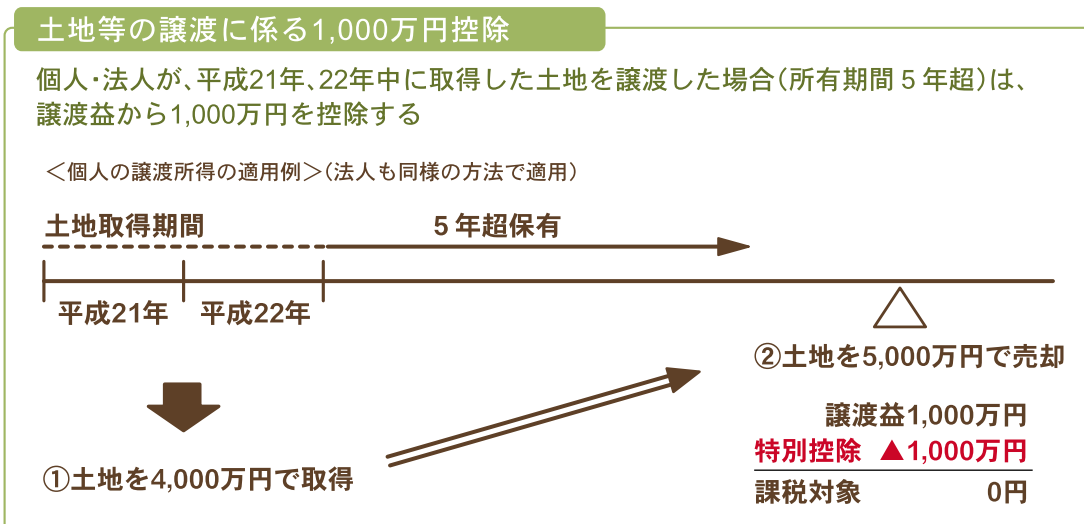 土地等の譲渡に係る1,000万円控除
個人・法人が、平成21年、22年中に取得した土地を譲渡した場合（所有期間５年超）は、
譲渡益から1,000万円を控除する
＜個人の譲渡所得の適用例＞（法人も同様の方法で適用）
土地取得期間
５年超保有
平成21年
平成22年
①土地を4,000万円で取得
②土地を5,000万円で売却
譲渡益1,000万円
特別控除 ▲1,000万円
課税対象 0円